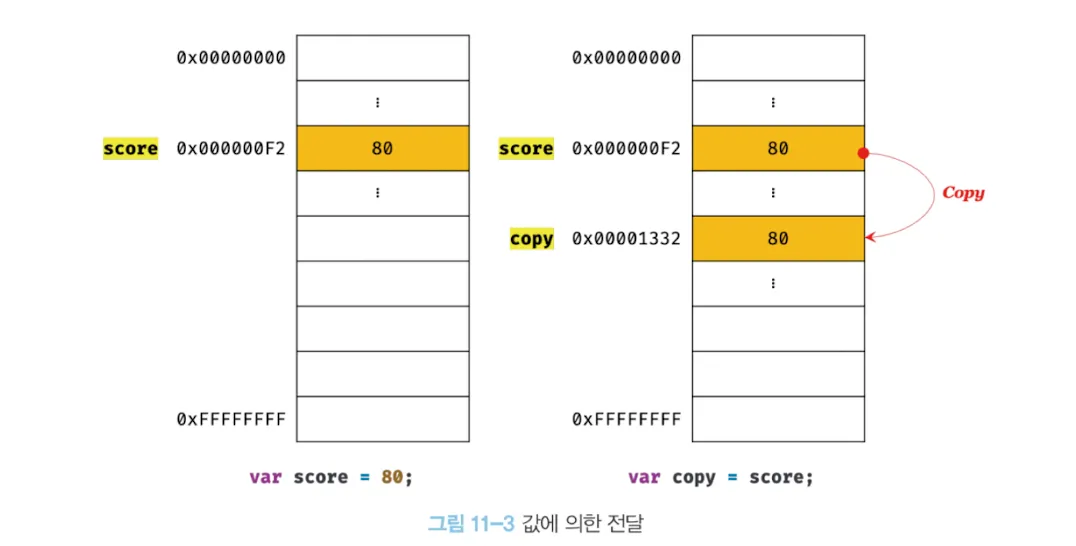 0x00000000
⋮
score 0x000000F2 80
⋮
0xFFFFFFFF
var score = 80;
0x00000000
⋮
score 0x000000F2 80
⋮
Copy
copy 0x00001332 80
⋮
0xFFFFFFFF
var copy = score;
그림 11-3 값에 의한 전달